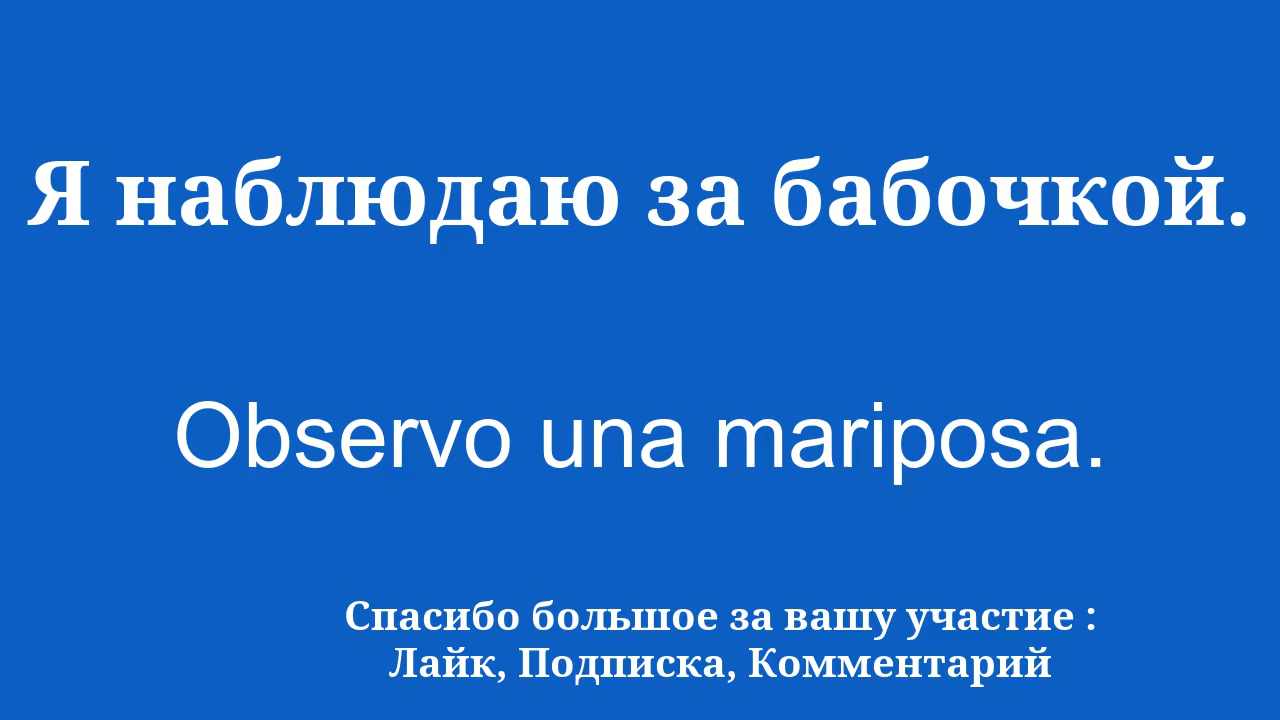 Я наблюдаю за бабочкой.
Observo una mariposa.
Спасибо большое за вашу участие :
Лайк, Подписка, Комментарий